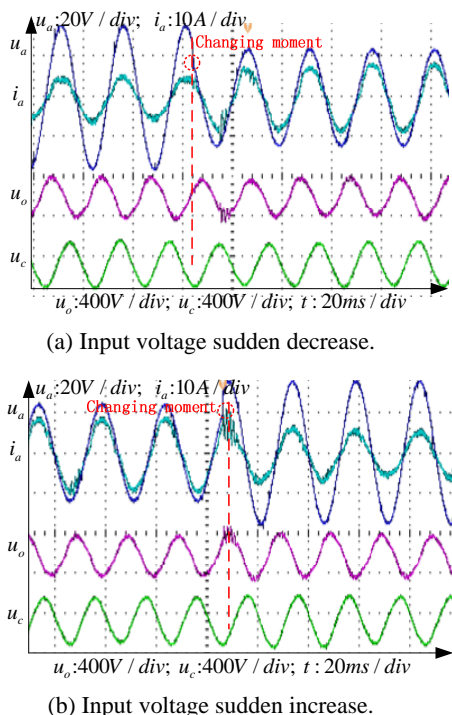 u_a:20V / div; i_a:10A / div
Changing moment
u_a
i_a
u_o
u_c
u_o:400V / div; u_c:400V / div; t:20ms / div
(a) Input voltage sudden decrease.
u_a:20V / div; i_a:10A / div
Changing moment
u_a
i_a
u_o
u_c
u_o:400V / div; u_c:400V / div; t:20ms / div
(b) Input voltage sudden increase.